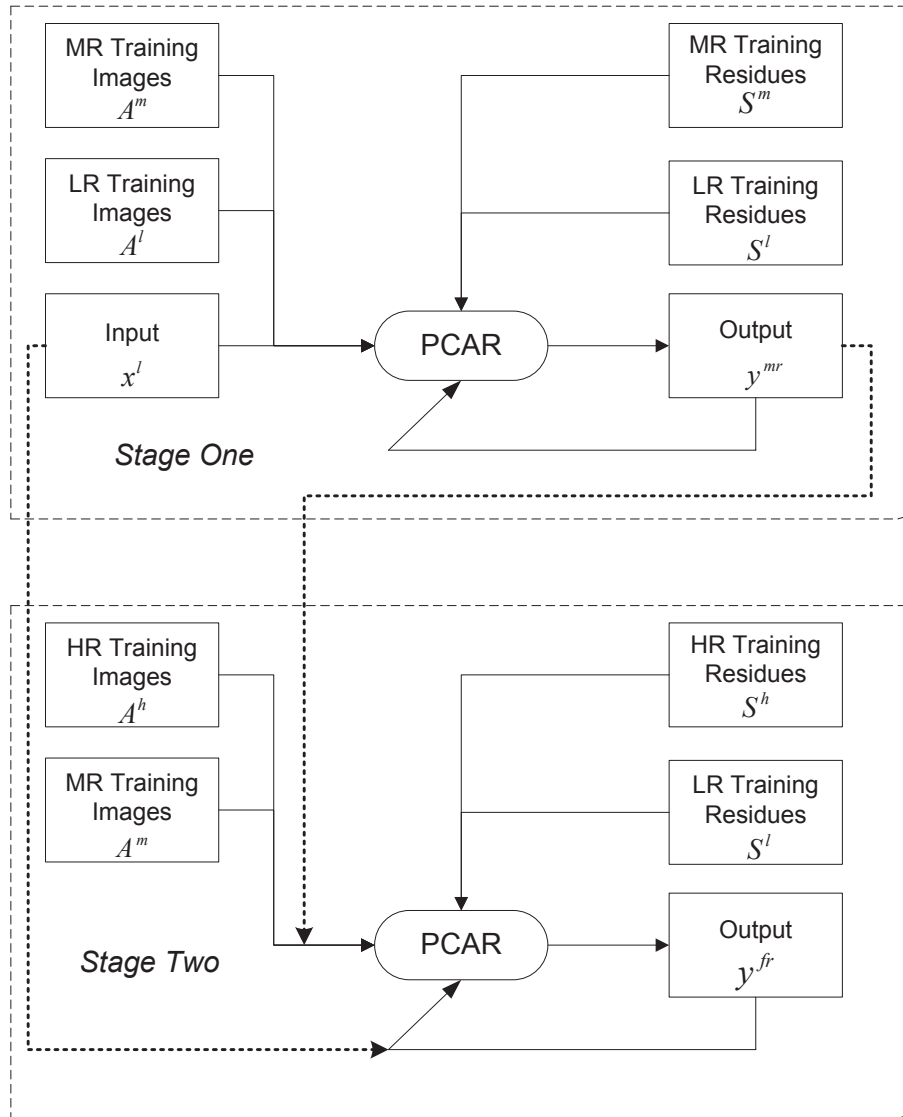 MR Training
Images
A^m
MR Training
Residues
S^m
LR Training
Images
A^l
LR Training
Residues
S^l
Input
x^l
PCAR
Output
y^{mr}
Stage One
HR Training
Images
A^h
HR Training
Residues
S^h
MR Training
Images
A^m
LR Training
Residues
S^l
PCAR
Output
y^{fr}
Stage Two